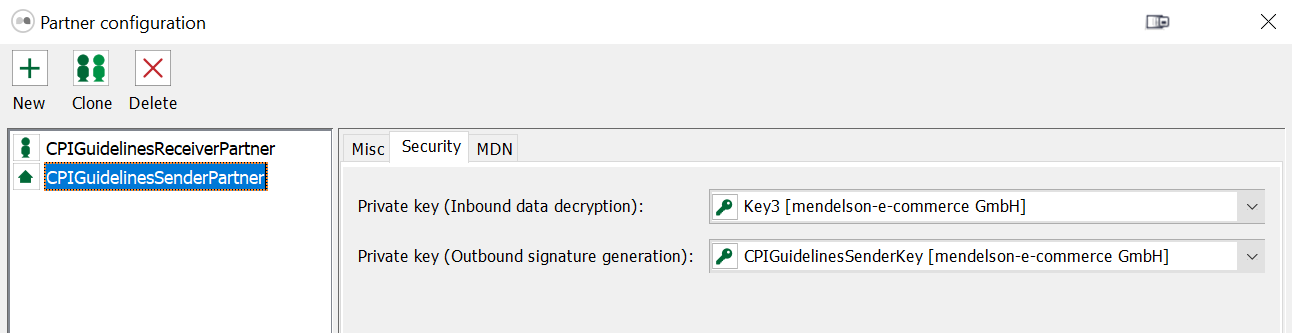 Partner configuration
New Clone Delete
CPIGuidelinesReceiverPartner
CPIGuidelinesSenderPartner
Misc Security MDN
Private key (Inbound data decryption): Key3 [mendelson-e-commerce GmbH]
Private key (Outbound signature generation): CPIGuidelinesSenderKey [mendelson-e-commerce GmbH]